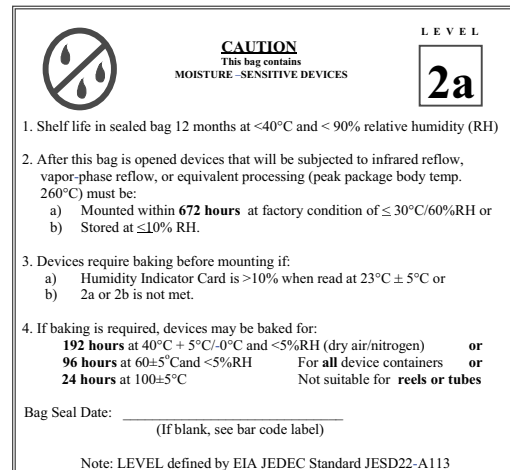 LEVEL
CAUTION
This bag contains
MOISTURE –SENSITIVE DEVICES
2a
1. Shelf life in sealed bag 12 months at <40°C and < 90% relative humidity (RH)
2. After this bag is opened devices that will be subjected to infrared reflow,
vapor-phase reflow, or equivalent processing (peak package body temp.
260°C) must be:
a) Mounted within 672 hours at factory condition of ≤ 30°C/60%RH or
b) Stored at ≤10% RH.
3. Devices require baking before mounting if:
a) Humidity Indicator Card is >10% when read at 23°C ± 5°C or
b) 2a or 2b is not met.
4. If baking is required, devices may be baked for:
192 hours at 40°C + 5°C/-0°C and <5%RH (dry air/nitrogen) or
96 hours at 60±5°Cand <5%RH For all device containers or
24 hours at 100±5°C Not suitable for reels or tubes
Bag Seal Date: ______________________________
(If blank, see bar code label)
Note: LEVEL defined by EIA JEDEC Standard JESD22-A113